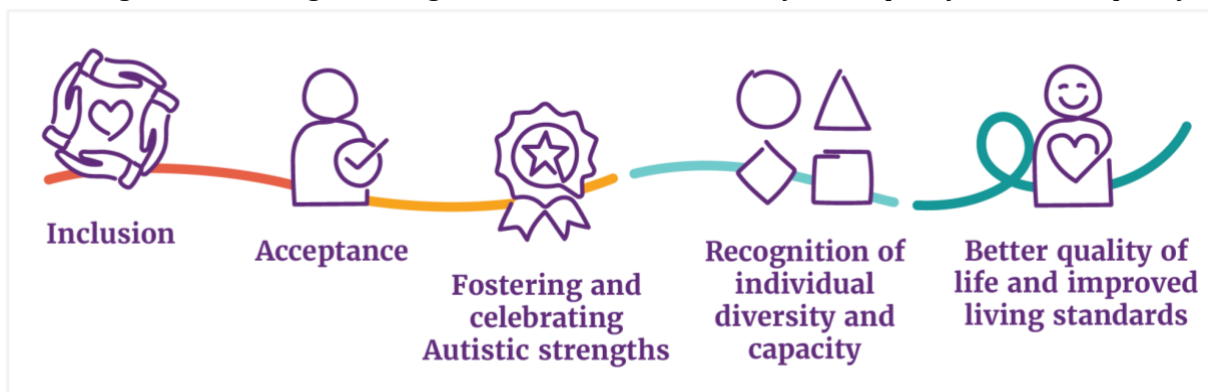 Inclusion
Acceptance
Fostering and
celebrating
Autistic strengths
Recognition of
individual
diversity and
capacity
Better quality of
life and improved
living standards